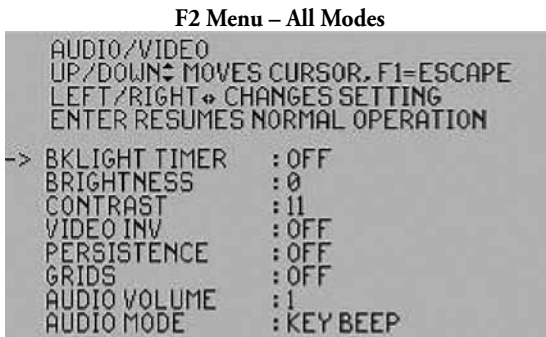 F2 Menu – All Modes
AUDIO/VIDEO
UP/DOWN⬍ MOVES CURSOR, F1=ESCAPE
LEFT/RIGHT⬌ CHANGES SETTING
ENTER RESUMES NORMAL OPERATION
-> BKLIGHT TIMER : OFF
BRIGHTNESS : 0
CONTRAST : 11
VIDEO INV : OFF
PERSISTENCE : OFF
GRIDS : OFF
AUDIO VOLUME : 1
AUDIO MODE : KEY BEEP